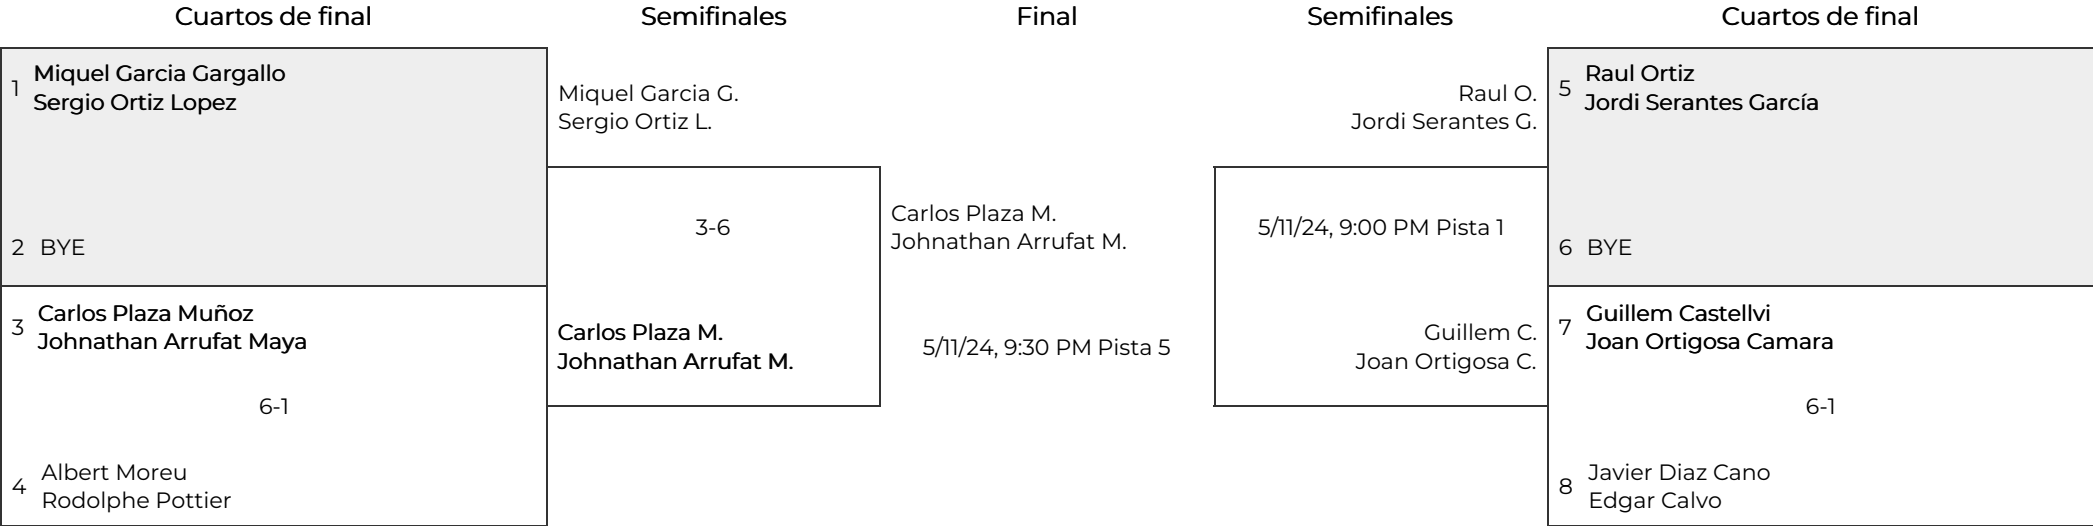 Cuartos de final
Semifinales
Final
Semifinales
Cuartos de final
1
Miquel Garcia Gargallo
Sergio Ortiz Lopez
2 BYE
3
Carlos Plaza Muñoz
Johnathan Arrufat Maya
6-1
4
Albert Moreu
Rodolphe Pottier
Miquel Garcia G.
Sergio Ortiz L.
3-6
Carlos Plaza M.
Johnathan Arrufat M.
Carlos Plaza M.
Johnathan Arrufat M.
5/11/24, 9:30 PM Pista 5
Raul O.
Jordi Serantes G.
5/11/24, 9:00 PM Pista 1
Guillem C.
Joan Ortigosa C.
5
Raul Ortiz
Jordi Serantes García
6 BYE
7
Guillem Castellvi
Joan Ortigosa Camara
6-1
8
Javier Diaz Cano
Edgar Calvo